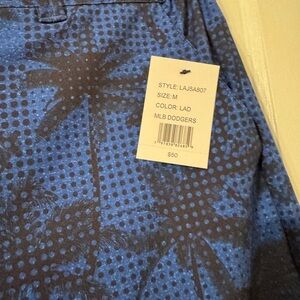 STYLE: LAJSA507
SIZE: M
COLOR: LAD
MLB DODGERS
$50